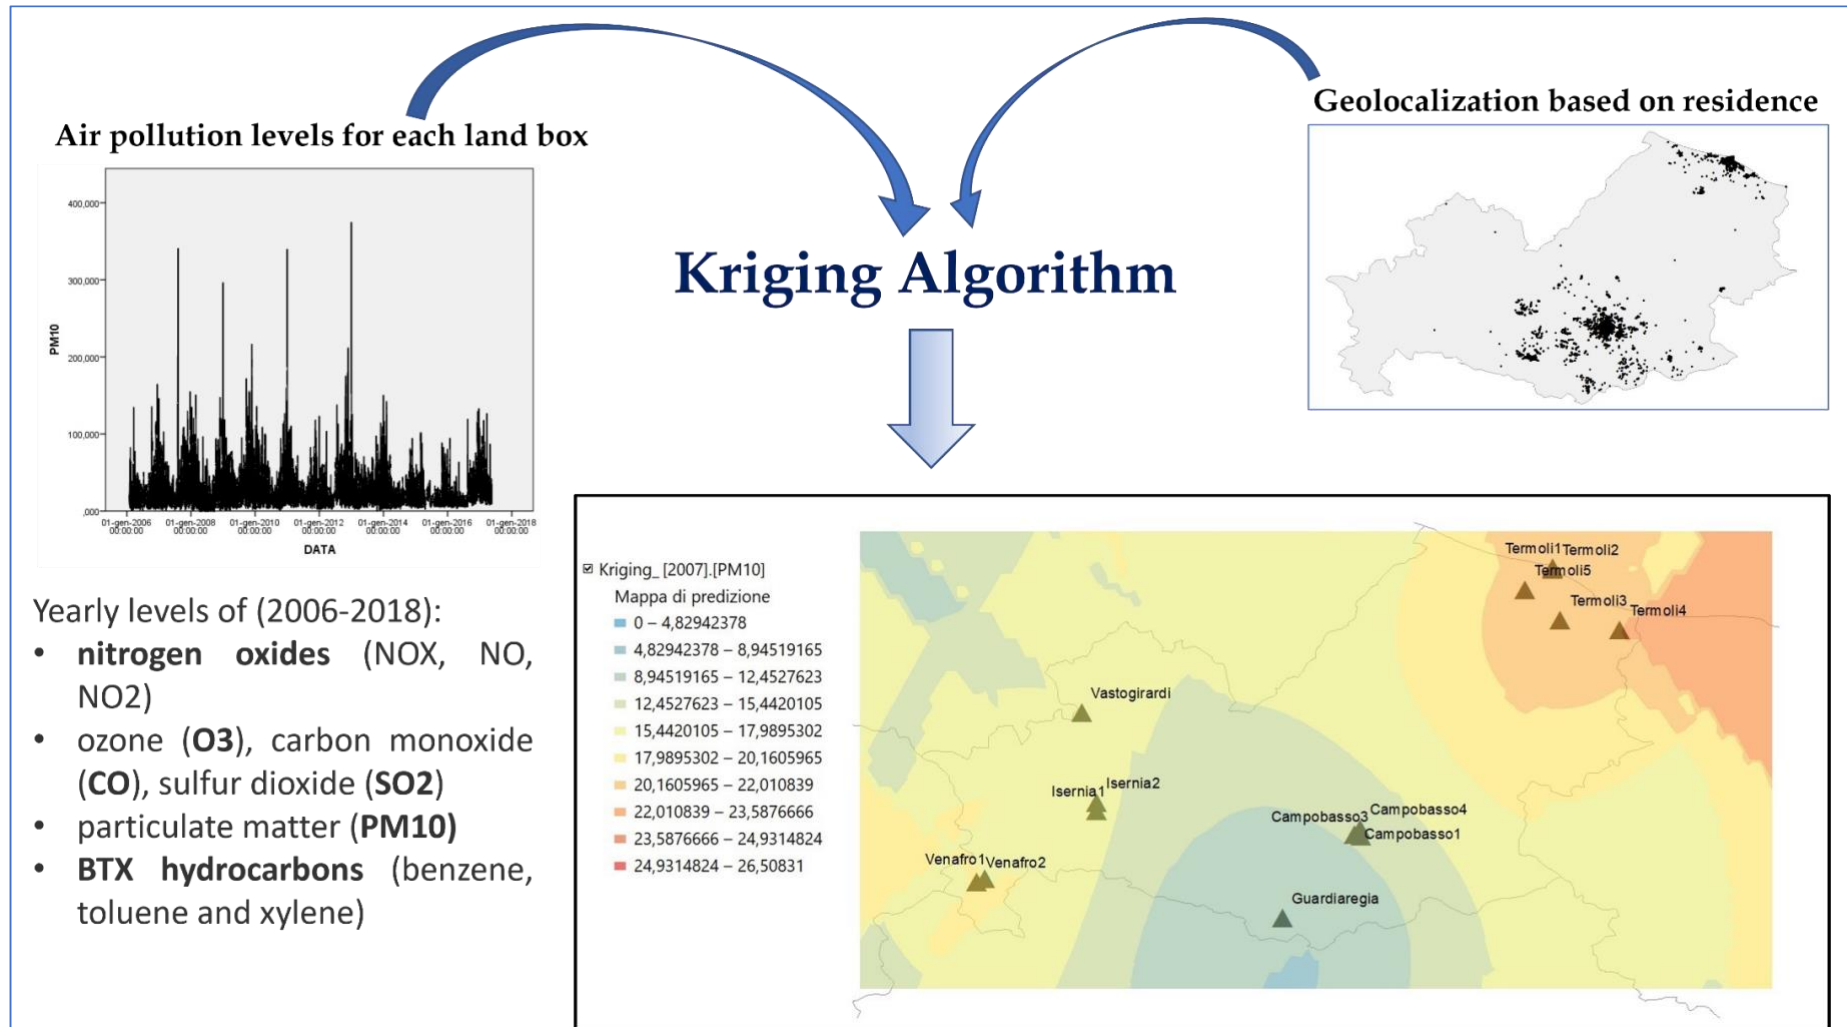 Air pollution levels for each land box
Geolocalization based on residence
Kriging Algorithm
PM10
400,000
300,000
200,000
100,000
,000
01-gen-2006 01-gen-2008 01-gen-2010 01-gen-2012 01-gen-2014 01-gen-2016 01-gen-2018
00:00:00 00:00:00 00:00:00 00:00:00 00:00:00 00:00:00 00:00:00
DATA
Yearly levels of (2006-2018):
• nitrogen oxides (NOX, NO,
NO2)
• ozone (O3), carbon monoxide
(CO), sulfur dioxide (SO2)
• particulate matter (PM10)
• BTX hydrocarbons (benzene,
toluene and xylene)
Kriging_ [2007].[PM10]
Mappa di predizione
0 – 4,82942378
4,82942378 – 8,94519165
8,94519165 – 12,4527623
12,4527623 – 15,4420105
15,4420105 – 17,9895302
17,9895302 – 20,1605965
20,1605965 – 22,010839
22,010839 – 23,5876666
23,5876666 – 24,9314824
24,9314824 – 26,50831
Termoli1 Termoli2
Termoli5
Termoli3
Termoli4
Vastogirardi
Isernia1 Isernia2
Campobasso3 Campobasso4
Campobasso1
Venafro1 Venafro2
Guardiaregia